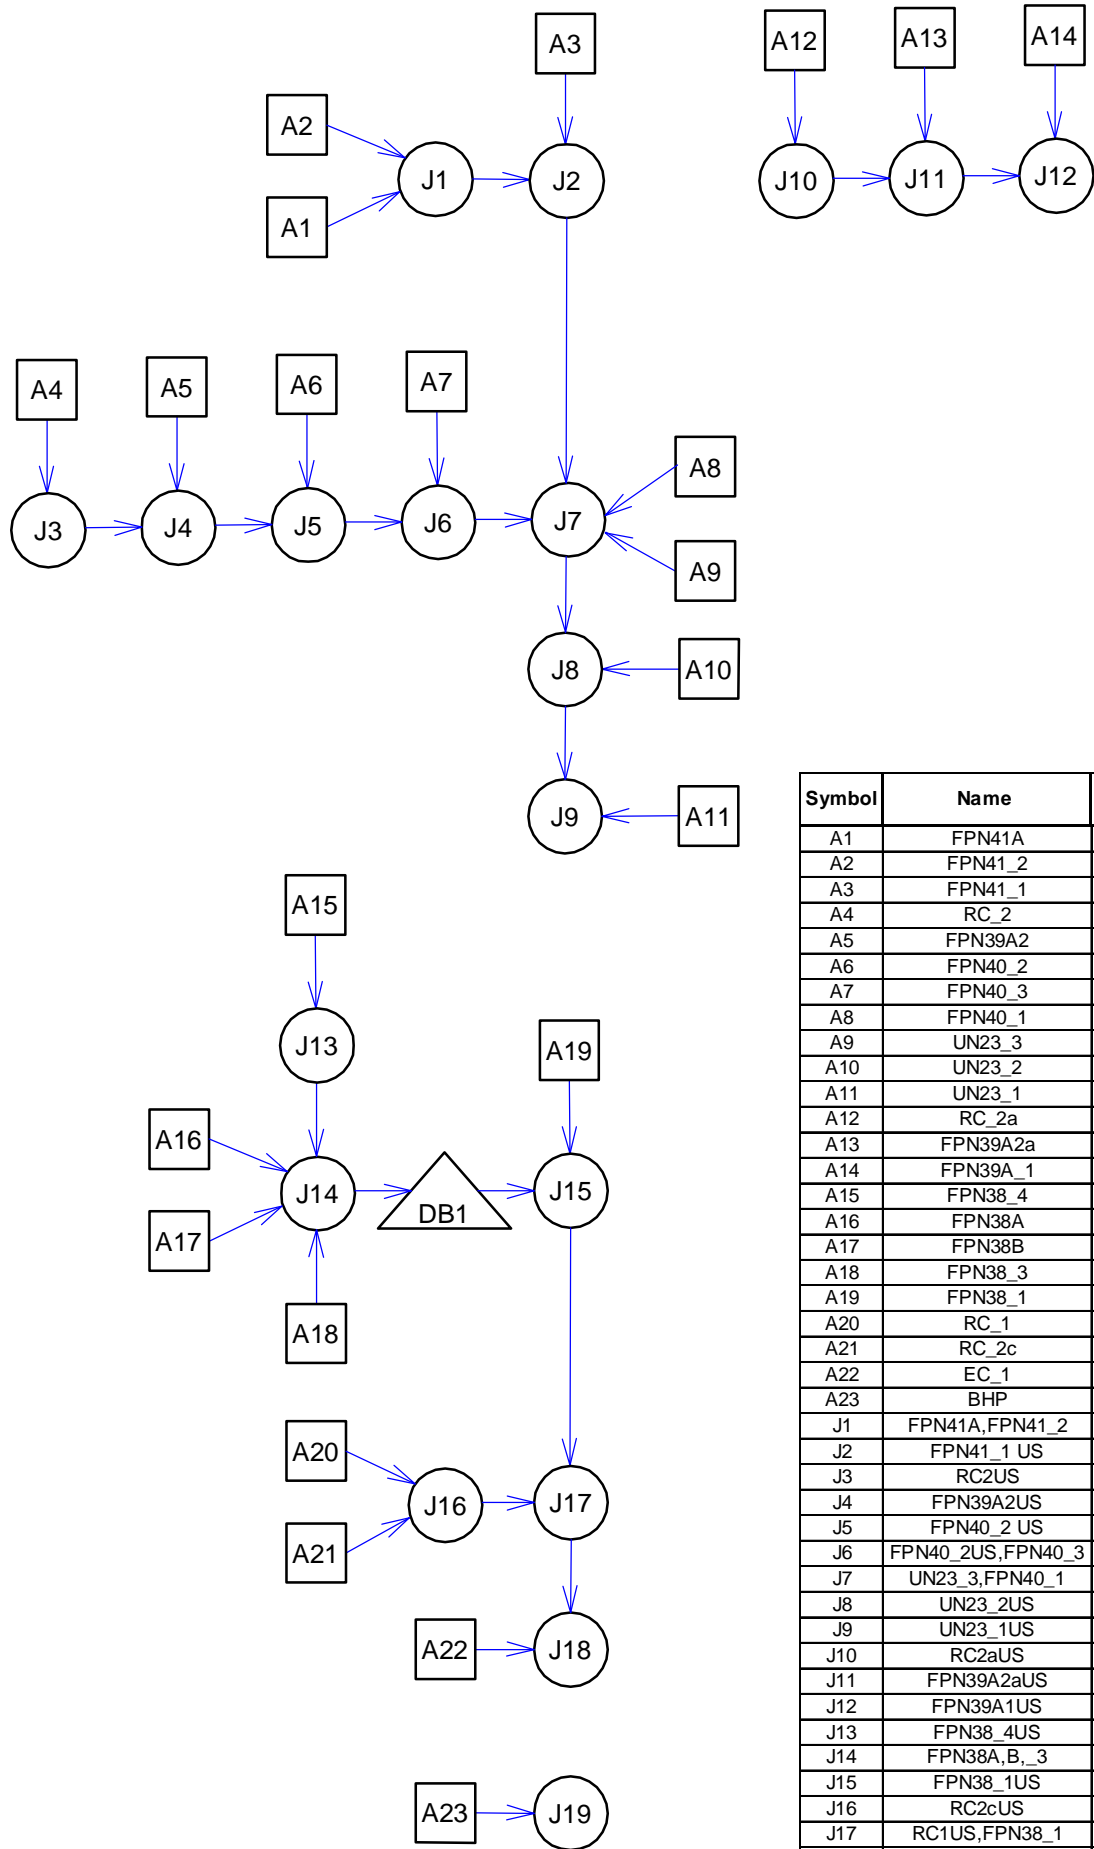 A3
A12
A13
A14
A2
J1
J2
J10
J11
J12
A1
A4
A5
A6
A7
A8
J3
J4
J5
J6
J7
A9
J8
A10
J9
A11
A15
J13
A19
A16
J14
DB1
J15
A17
A18
A20
J16
J17
A21
A22
J18
A23
J19
Symbol Name
A1 FPN41A
A2 FPN41_2
A3 FPN41_1
A4 RC_2
A5 FPN39A2
A6 FPN40_2
A7 FPN40_3
A8 FPN40_1
A9 UN23_3
A10 UN23_2
A11 UN23_1
A12 RC_2a
A13 FPN39A2a
A14 FPN39A_1
A15 FPN38_4
A16 FPN38A
A17 FPN38B
A18 FPN38_3
A19 FPN38_1
A20 RC_1
A21 RC_2c
A22 EC_1
A23 BHP
J1 FPN41A,FPN41_2
J2 FPN41_1 US
J3 RC2US
J4 FPN39A2US
J5 FPN40_2 US
J6 FPN40_2US,FPN40_3
J7 UN23_3,FPN40_1
J8 UN23_2US
J9 UN23_1US
J10 RC2aUS
J11 FPN39A2aUS
J12 FPN39A1US
J13 FPN38_4US
J14 FPN38A,B,_3
J15 FPN38_1US
J16 RC2cUS
J17 RC1US,FPN38_1